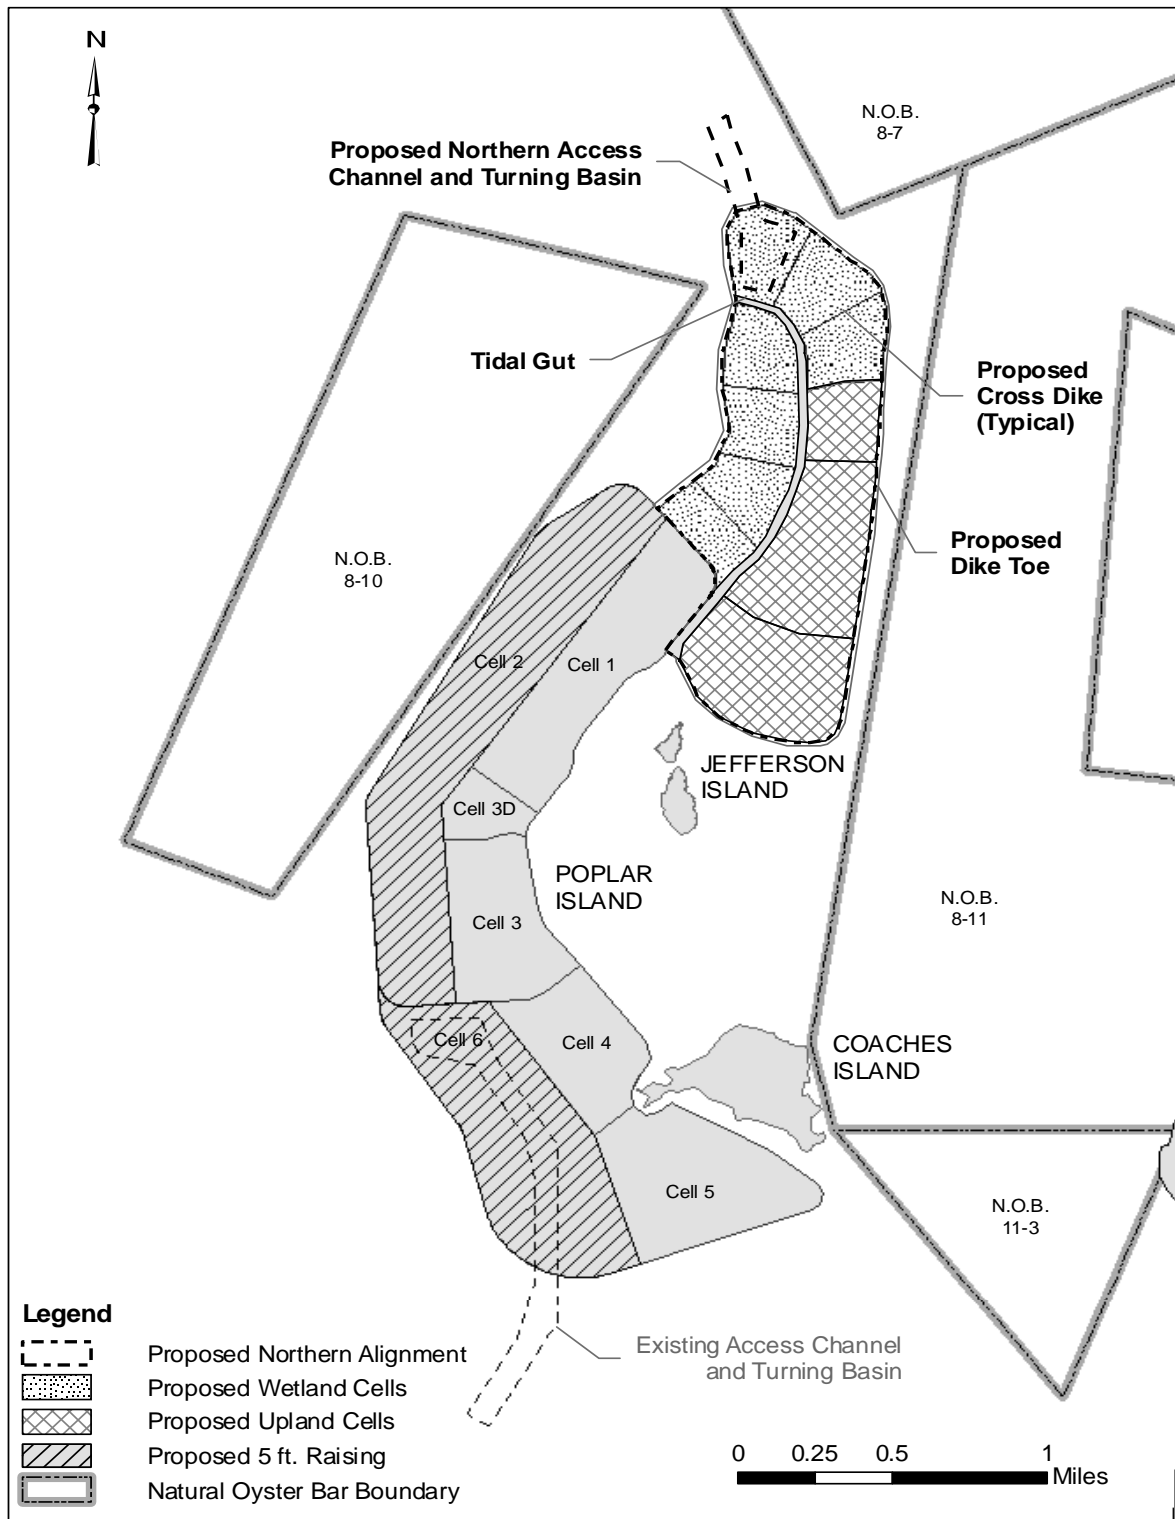 N
N.O.B.
8-7
Proposed Northern Access
Channel and Turning Basin
Tidal Gut
Proposed
Cross Dike
(Typical)
N.O.B.
8-10
Proposed
Dike Toe
Cell 2
Cell 1
JEFFERSON
ISLAND
Cell 3D
POPLAR
ISLAND
Cell 3
N.O.B.
8-11
Cell 6
Cell 4
COACHES
ISLAND
Cell 5
N.O.B.
11-3
Existing Access Channel
and Turning Basin
Legend
Proposed Northern Alignment
Proposed Wetland Cells
Proposed Upland Cells
Proposed 5 ft. Raising
Natural Oyster Bar Boundary
0 0.25 0.5 1
Miles